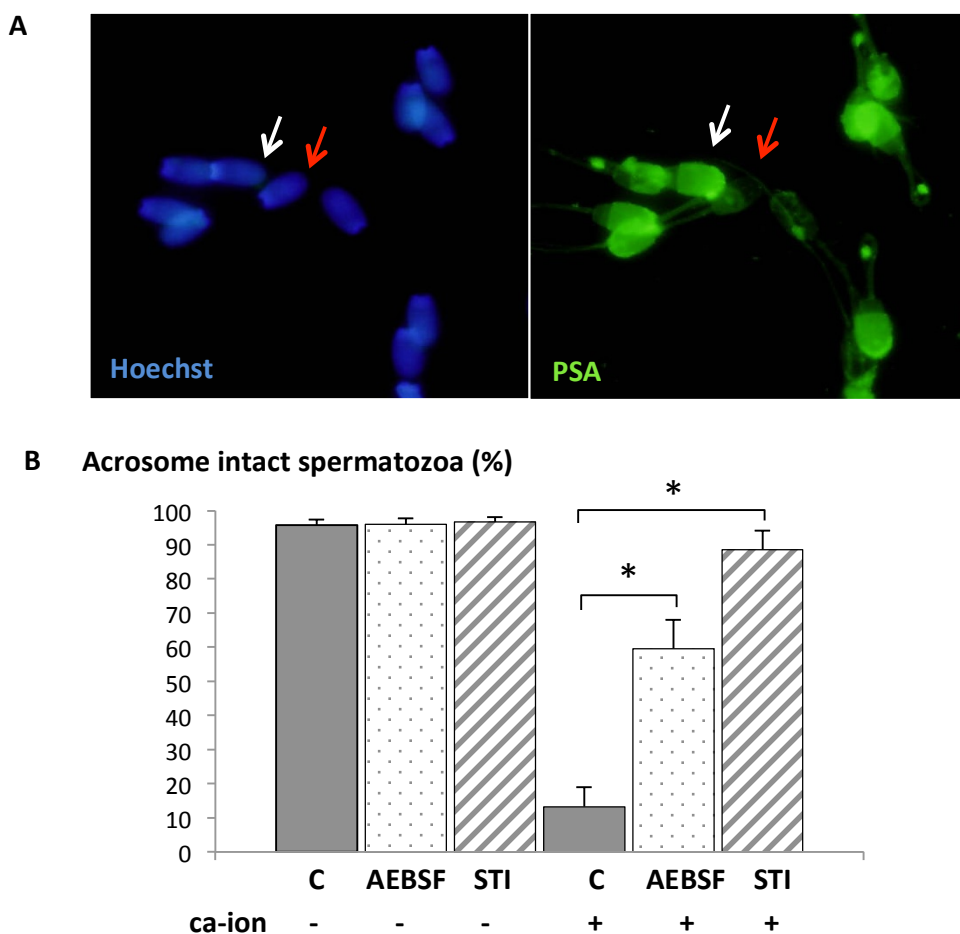 A
Hoechst
PSA
B Acrosome intact spermatozoa (%)
*
*
100
90
80
70
60
50
40
30
20
10
0
C AEBSF STI C AEBSF STI
ca-ion - - - + + +